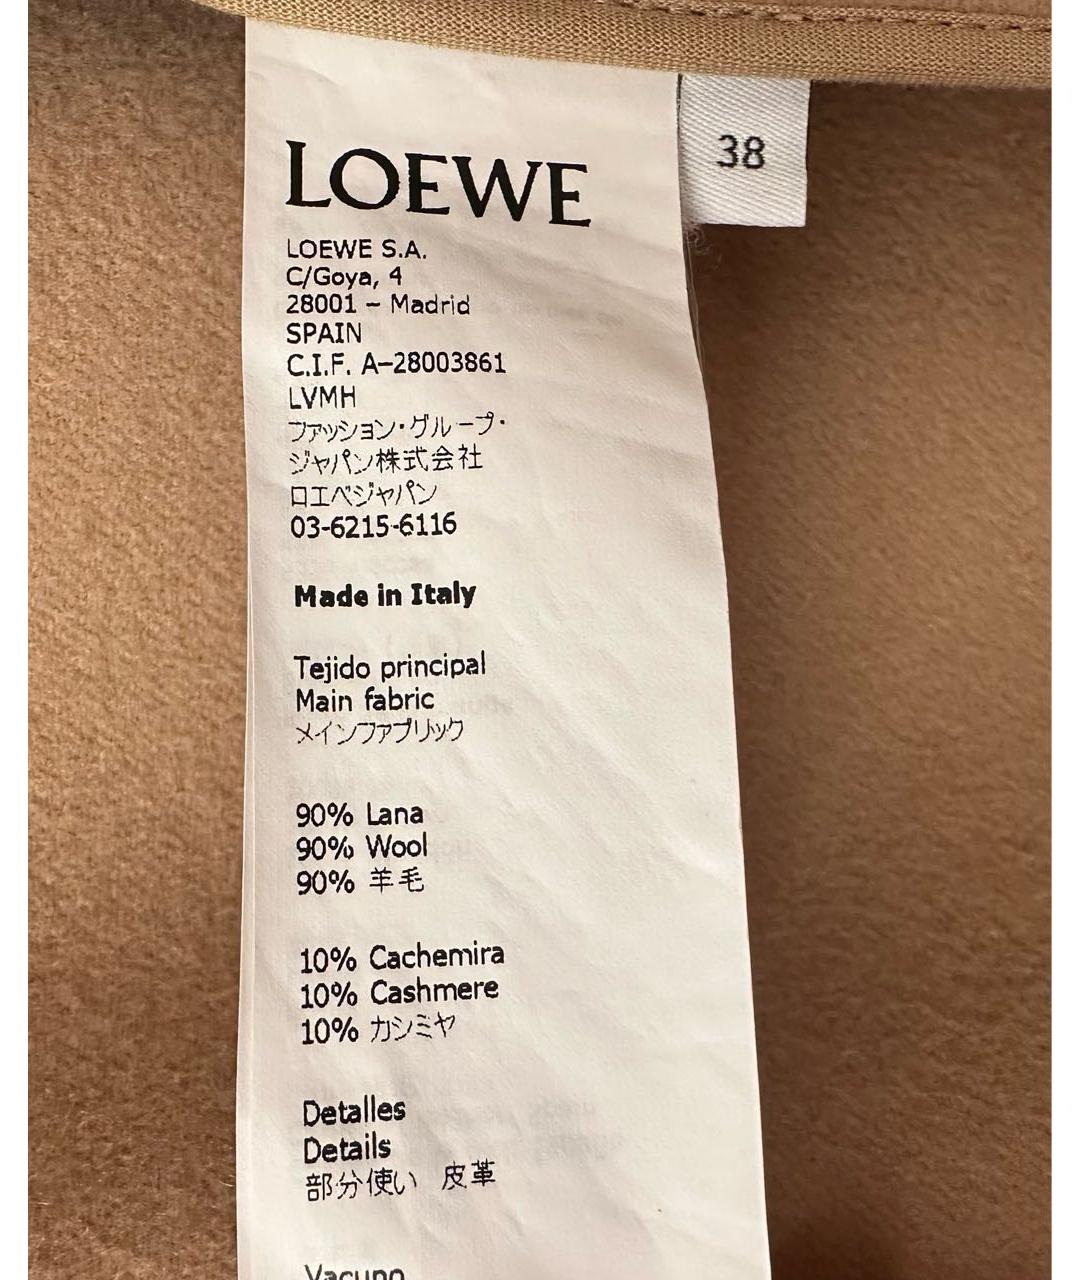 LOEWE
38
LOEWE S.A.
C/Goya, 4
28001 – Madrid
SPAIN
C.I.F. A–28003861
LVMH
ファッション・グループ・
ジャパン株式会社
ロエベジャパン
03-6215-6116
Made in Italy
Tejido principal
Main fabric
メインファブリック
90% Lana
90% Wool
90% 羊毛
10% Cachemira
10% Cashmere
10% カシミヤ
Detalles
Details
部分使い 皮革
Vacuno